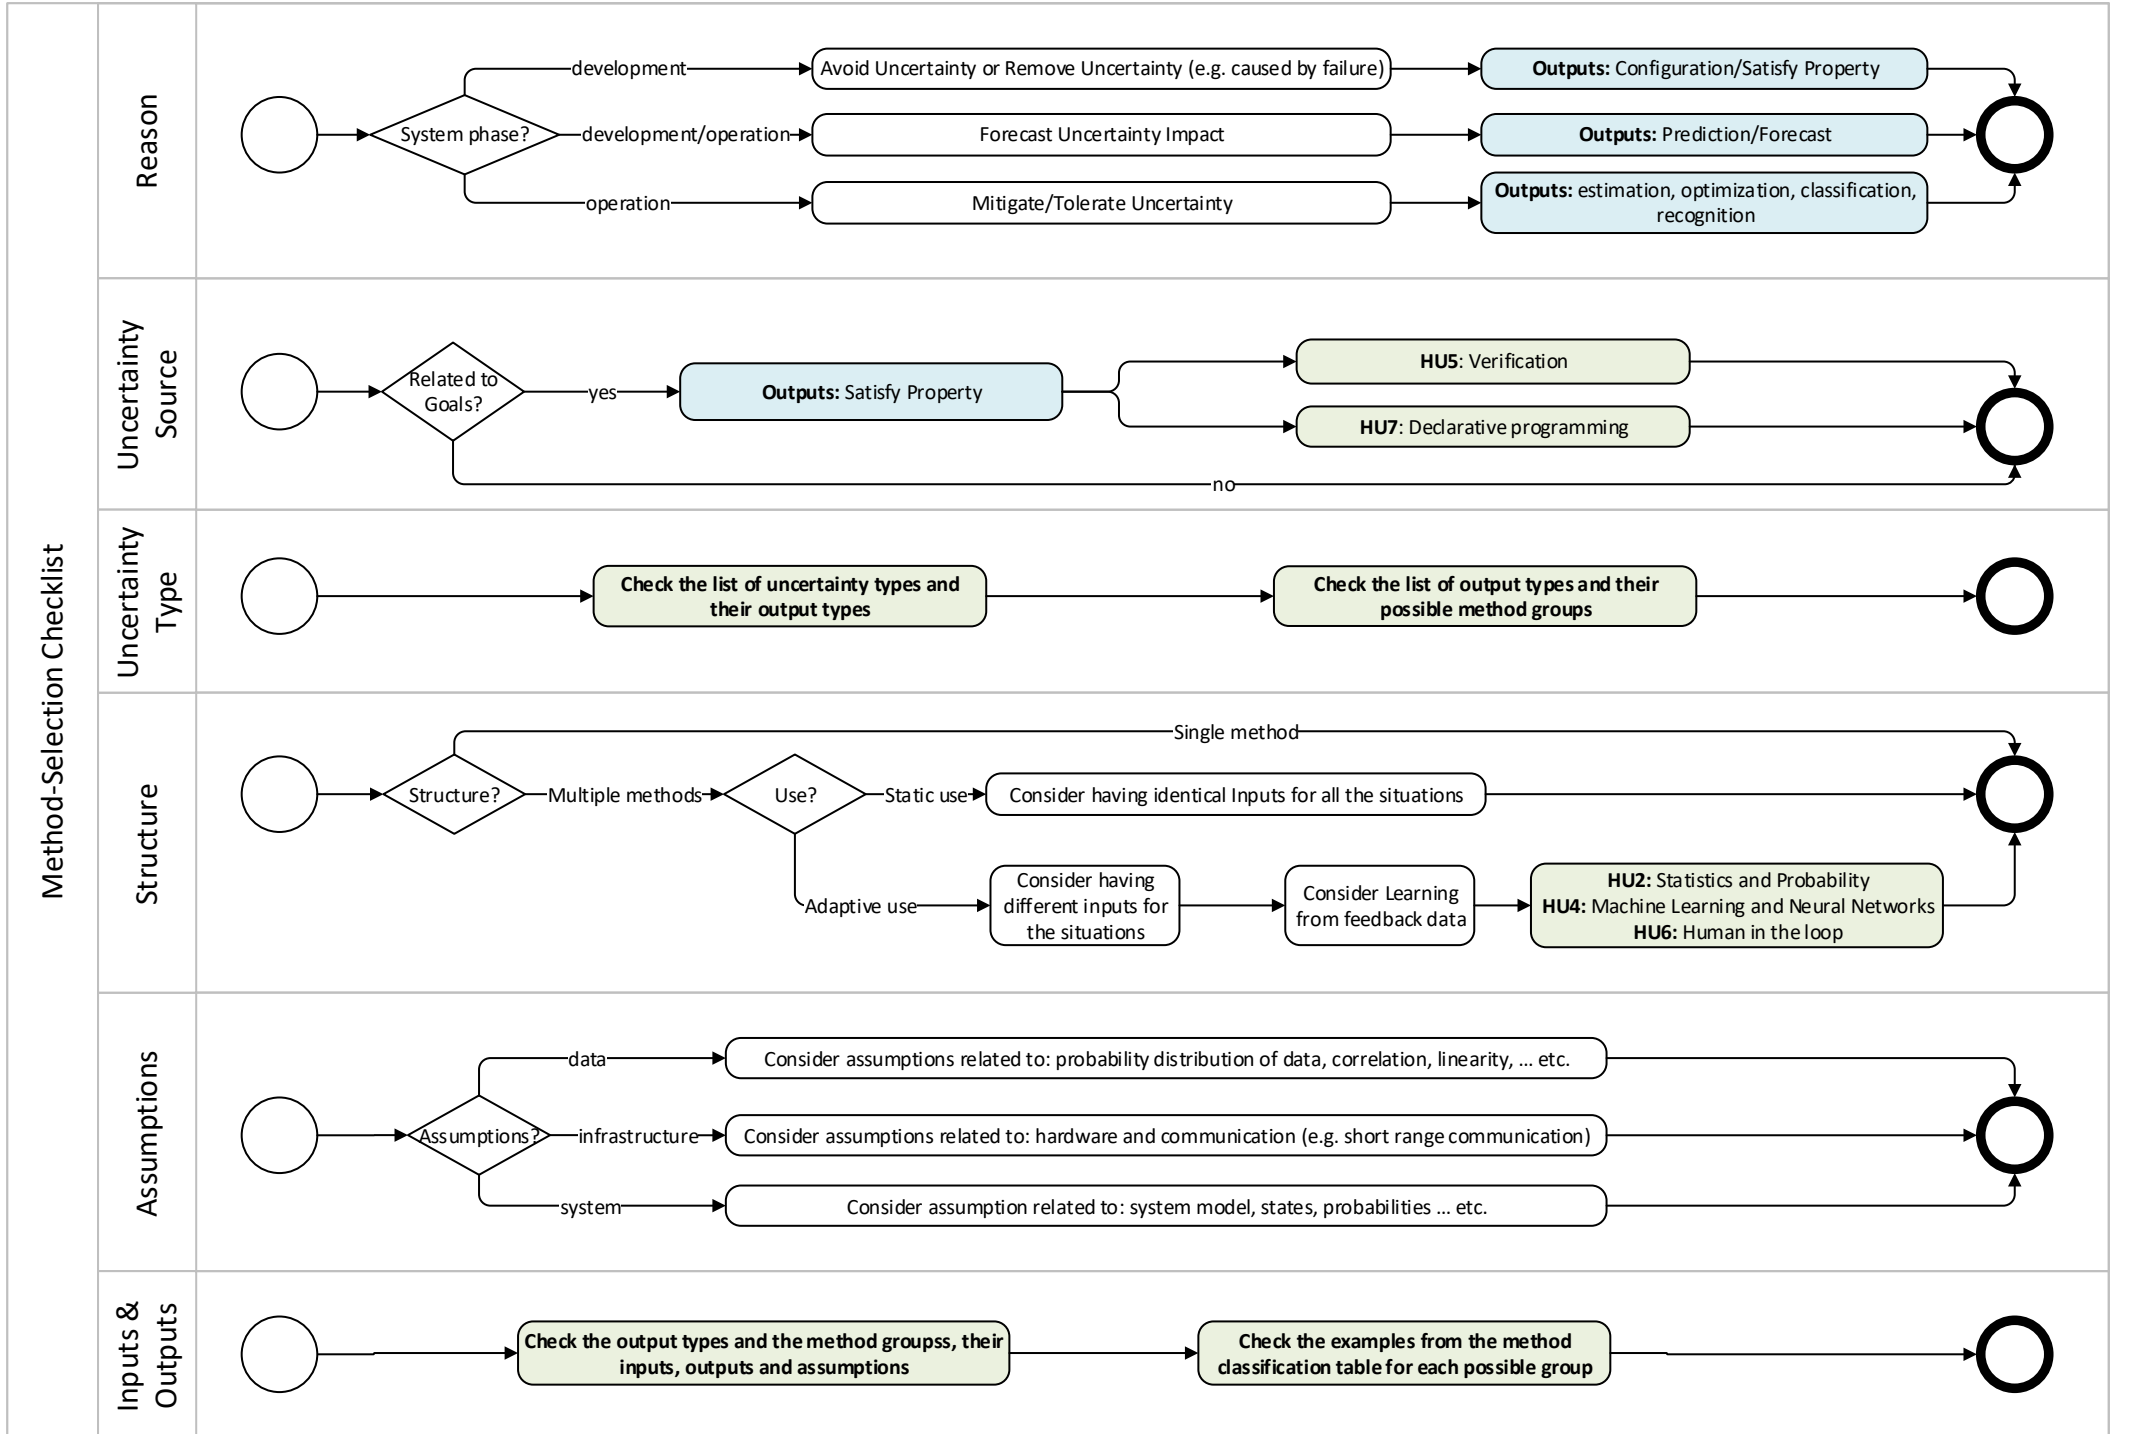 Method-Selection Checklist
Reason
System phase?
development
Avoid Uncertainty or Remove Uncertainty (e.g. caused by failure)
Outputs: Configuration/Satisfy Property
development/operation
Forecast Uncertainty Impact
Outputs: Prediction/Forecast
operation
Mitigate/Tolerate Uncertainty
Outputs: estimation, optimization, classification,
recognition
Uncertainty
Source
Related to
Goals?
yes
Outputs: Satisfy Property
HU5: Verification
HU7: Declarative programming
no
Uncertainty
Type
Check the list of uncertainty types and
their output types
Check the list of output types and their
possible method groups
Structure
Single method
Structure?
Multiple methods
Use?
Static use
Consider having identical Inputs for all the situations
Adaptive use
Consider having
different inputs for
the situations
Consider Learning
from feedback data
HU2: Statistics and Probability
HU4: Machine Learning and Neural Networks
HU6: Human in the loop
Assumptions
Assumptions?
data
Consider assumptions related to: probability distribution of data, correlation, linearity, ... etc.
infrastructure
Consider assumptions related to: hardware and communication (e.g. short range communication)
system
Consider assumption related to: system model, states, probabilities ... etc.
Inputs &
Outputs
Check the output types and the method groupss, their
inputs, outputs and assumptions
Check the examples from the method
classification table for each possible group